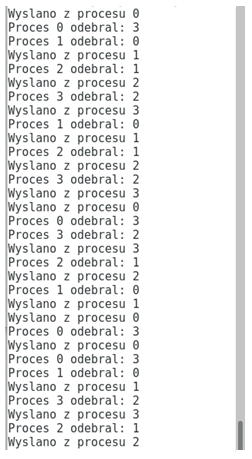 Wyslano z procesu 0
Proces 0 odebral: 3
Proces 1 odebral: 0
Wyslano z procesu 1
Proces 2 odebral: 1
Wyslano z procesu 2
Proces 3 odebral: 2
Wyslano z procesu 3
Proces 1 odebral: 0
Wyslano z procesu 1
Proces 2 odebral: 1
Wyslano z procesu 2
Proces 3 odebral: 2
Wyslano z procesu 3
Wyslano z procesu 0
Proces 0 odebral: 3
Proces 3 odebral: 2
Wyslano z procesu 3
Proces 2 odebral: 1
Wyslano z procesu 2
Proces 1 odebral: 0
Wyslano z procesu 1
Wyslano z procesu 0
Proces 0 odebral: 3
Wyslano z procesu 0
Proces 0 odebral: 3
Proces 1 odebral: 0
Wyslano z procesu 1
Proces 3 odebral: 2
Wyslano z procesu 3
Proces 2 odebral: 1
Wyslano z procesu 2